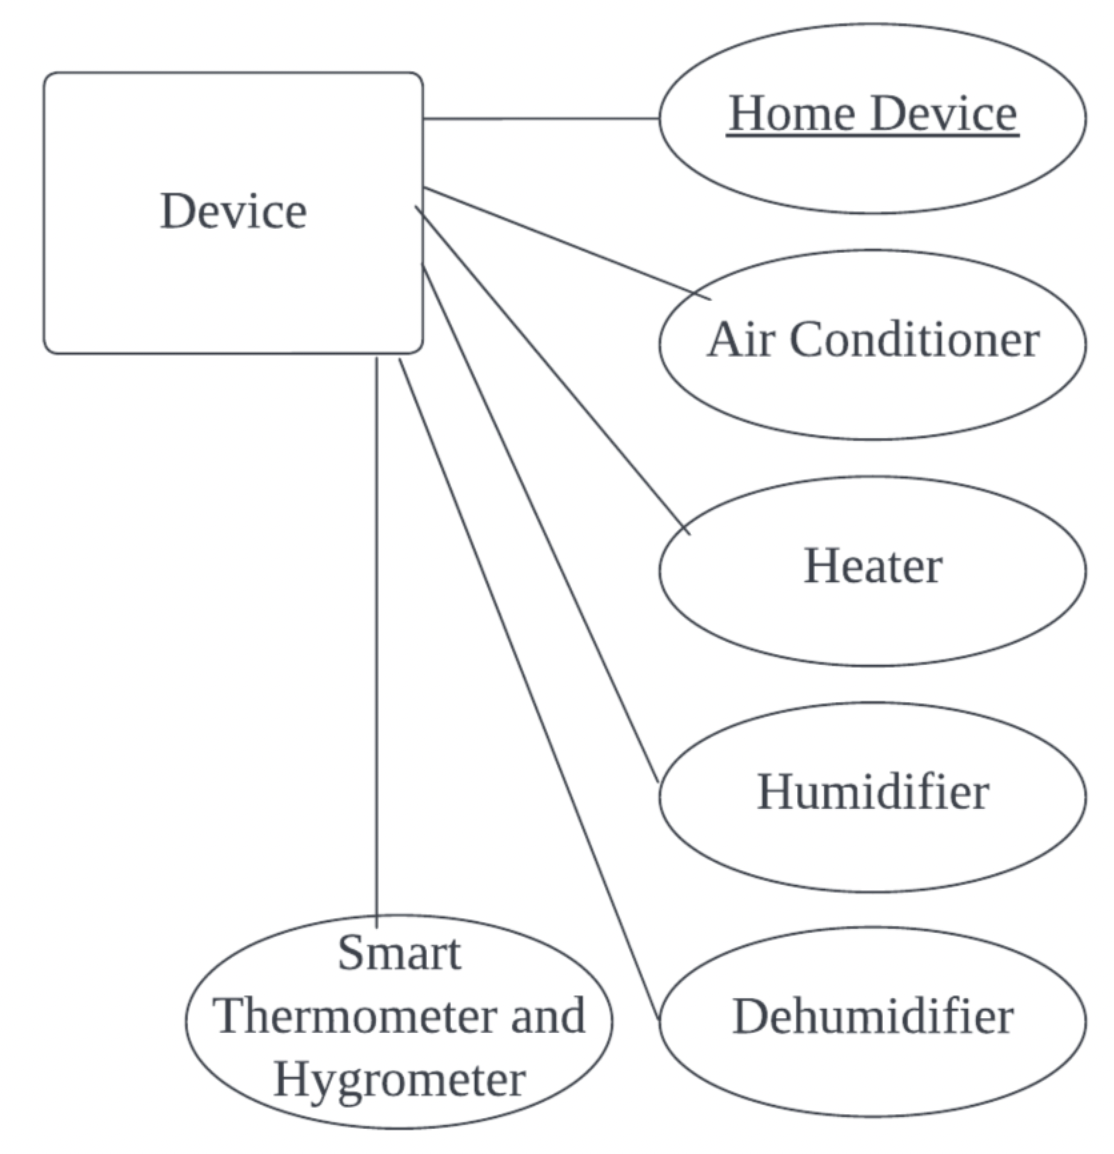 Home Device
Device
Air Conditioner
Heater
Humidifier
Smart
Thermometer and
Hygrometer
Dehumidifier